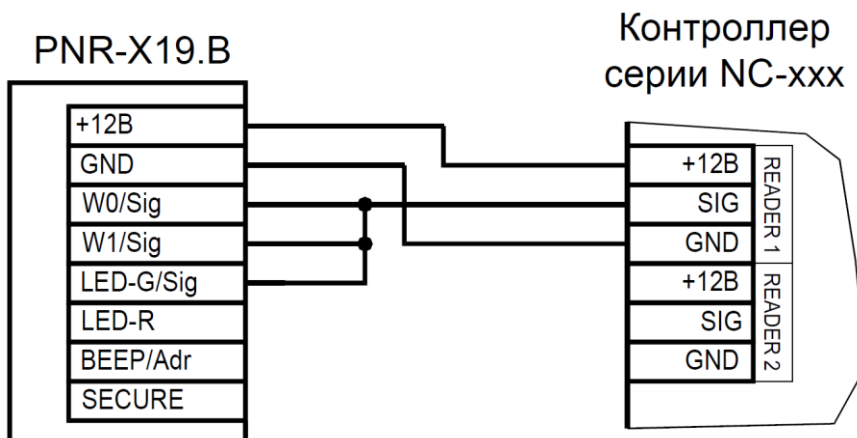 PNR-X19.B
+12В
GND
W0/Sig
W1/Sig
LED-G/Sig
LED-R
BEEP/Adr
SECURE
Контроллер
серии NC-xxx
+12В
SIG
GND
READER 1
+12В
SIG
GND
READER 2